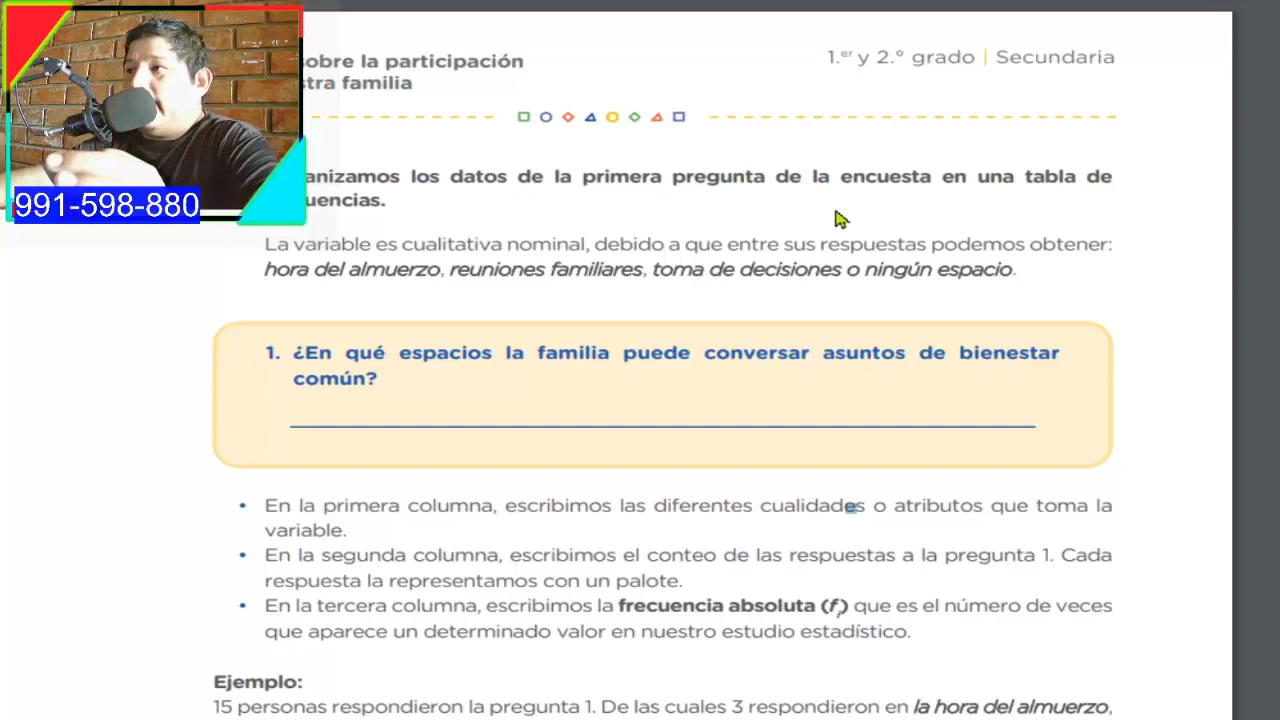 sobre la participación
stra familia
1.er y 2.° grado | Secundaria
991-598-880
anizamos los datos de la primera pregunta de la encuesta en una tabla de
uencias.
La variable es cualitativa nominal, debido a que entre sus respuestas podemos obtener:
hora del almuerzo, reuniones familiares, toma de decisiones o ningún espacio.
1. ¿En qué espacios la familia puede conversar asuntos de bienestar
común?
• En la primera columna, escribimos las diferentes cualidades o atributos que toma la
variable.
• En la segunda columna, escribimos el conteo de las respuestas a la pregunta 1. Cada
respuesta la representamos con un palote.
• En la tercera columna, escribimos la frecuencia absoluta (fi) que es el número de veces
que aparece un determinado valor en nuestro estudio estadístico.
Ejemplo:
15 personas respondieron la pregunta 1. De las cuales 3 respondieron en la hora del almuerzo,